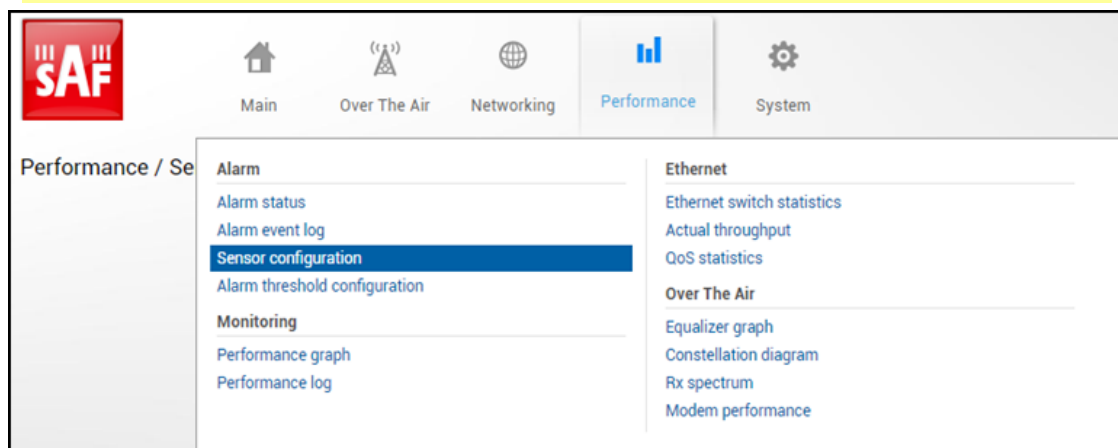 SAF
Main
Over The Air
Networking
Performance
System
Performance / Se
Alarm
Alarm status
Alarm event log
Sensor configuration
Alarm threshold configuration
Monitoring
Performance graph
Performance log
Ethernet
Ethernet switch statistics
Actual throughput
QoS statistics
Over The Air
Equalizer graph
Constellation diagram
Rx spectrum
Modem performance